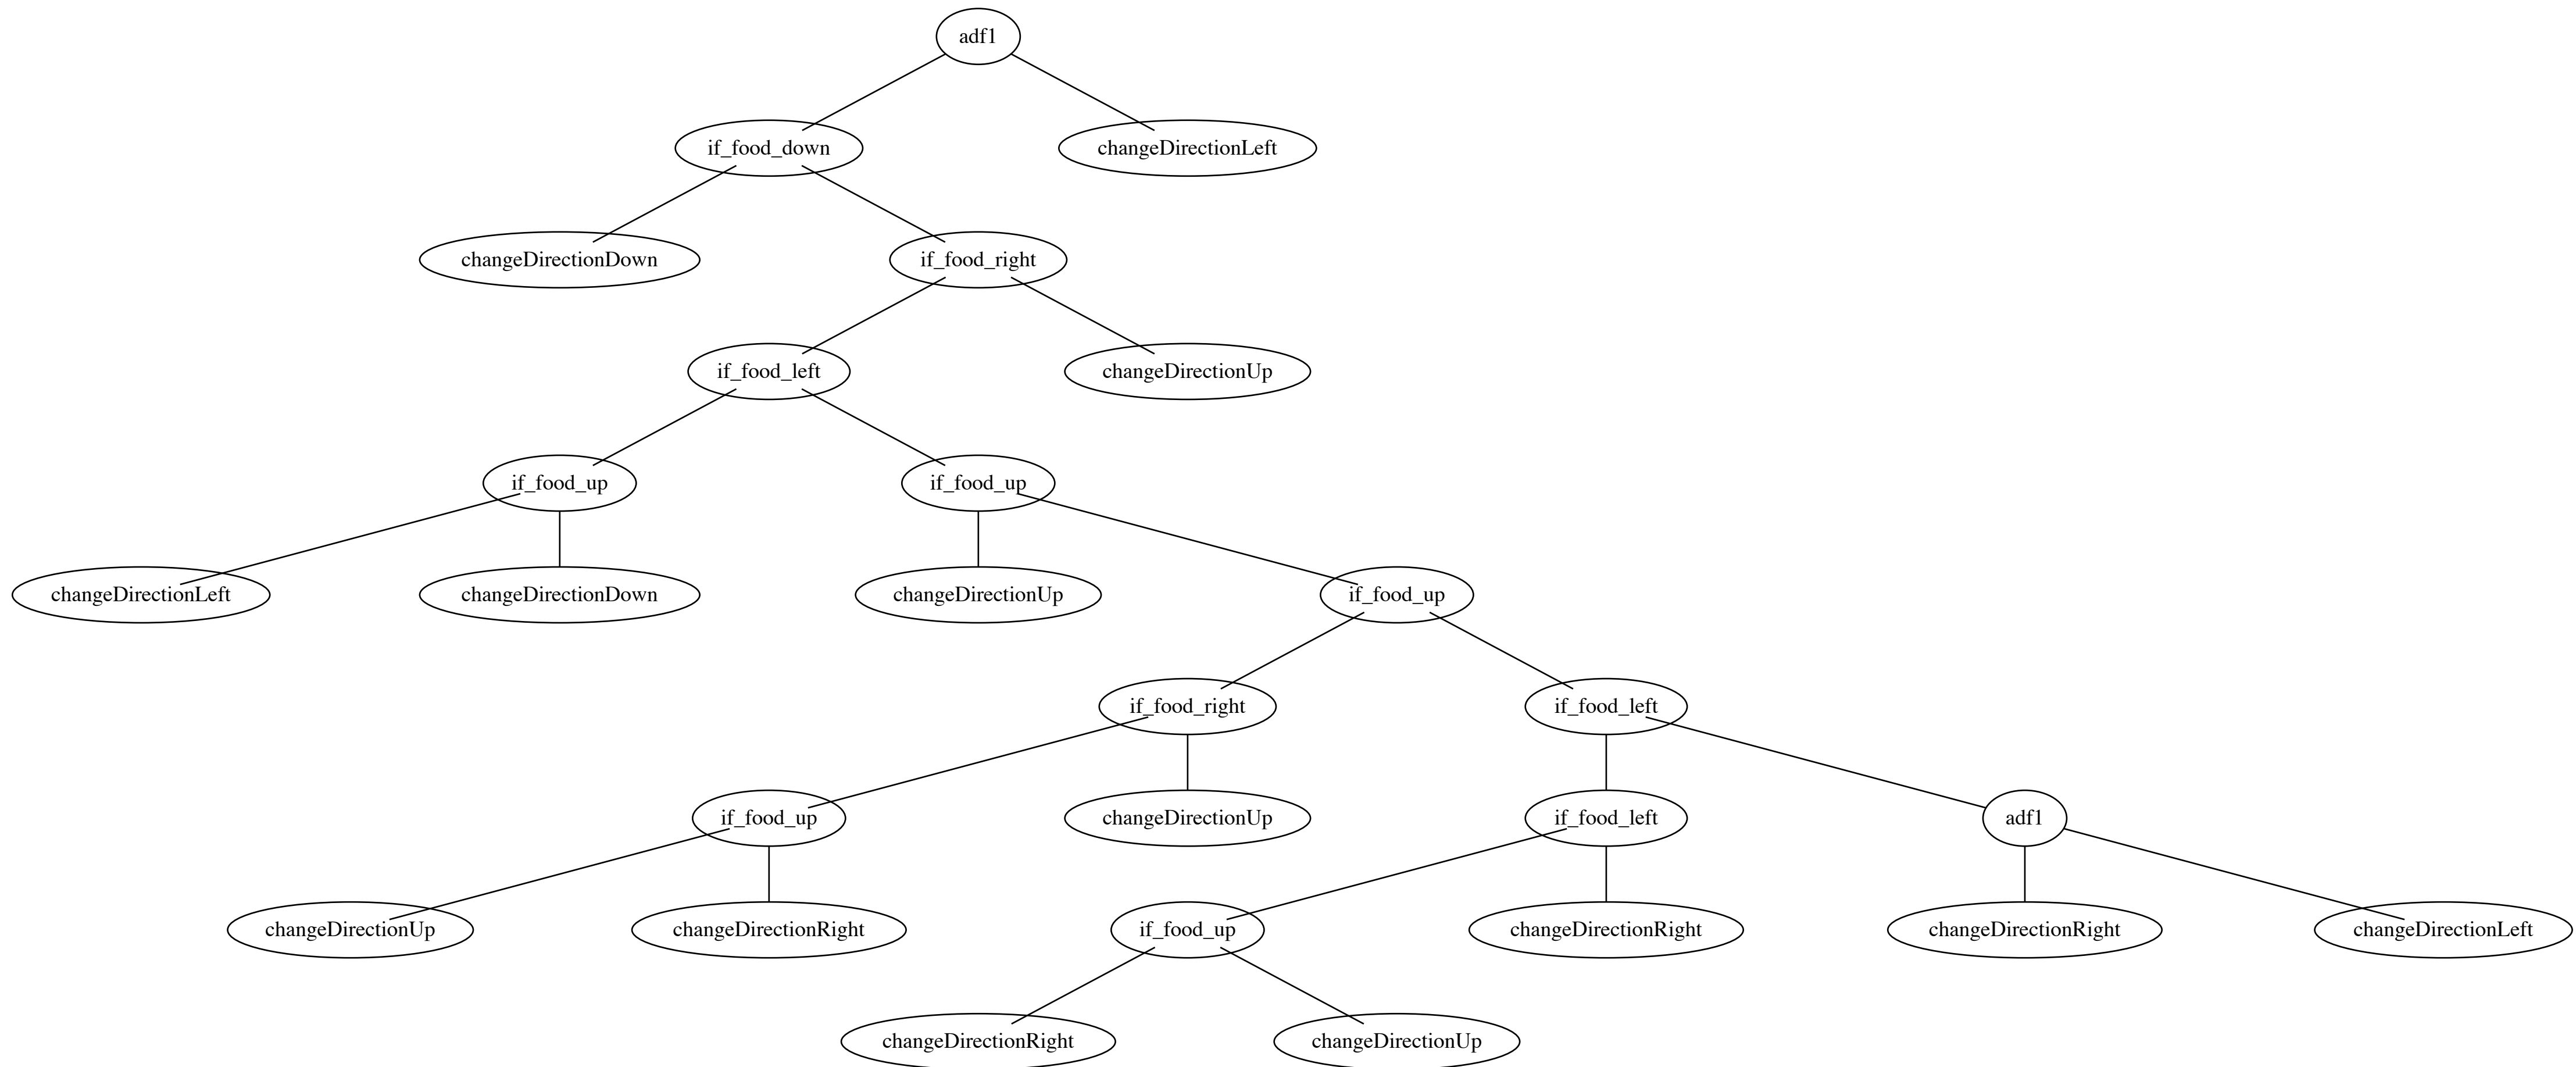 adf1
if_food_down
changeDirectionLeft
changeDirectionDown
if_food_right
if_food_left
changeDirectionUp
if_food_up
if_food_up
changeDirectionLeft
changeDirectionDown
changeDirectionUp
if_food_up
if_food_right
if_food_left
if_food_up
changeDirectionUp
if_food_left
adf1
changeDirectionUp
changeDirectionRight
if_food_up
changeDirectionRight
changeDirectionRight
changeDirectionLeft
changeDirectionRight
changeDirectionUp